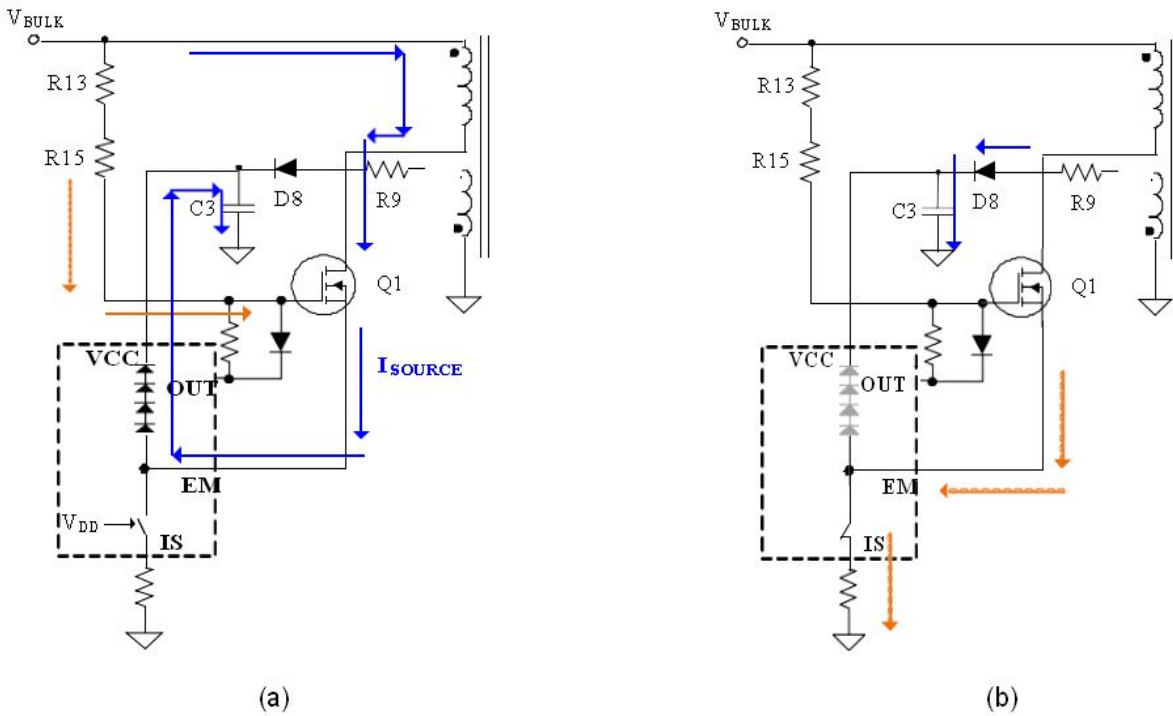 VBULK
R13
R15
C3
D8
R9
Q1
VCC
OUT
ISOURCE
EM
VDD
IS
(a)
VBULK
R13
R15
C3
D8
R9
Q1
VCC
OUT
EM
IS
(b)